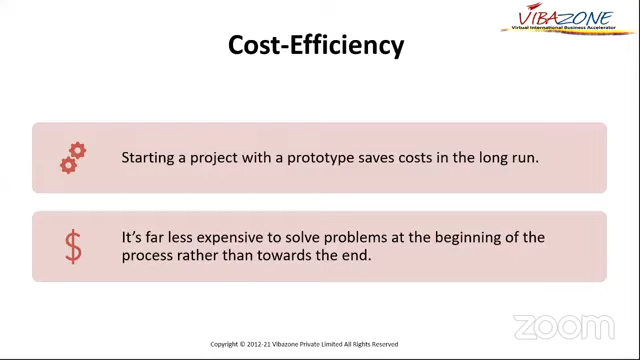 VIBAZONE
Virtual International Business Accelerator
Cost-Efficiency
Starting a project with a prototype saves costs in the long run.
$ It's far less expensive to solve problems at the beginning of the
process rather than towards the end.
zoom
Copyright © 2012-21 Vibazone Private Limited All Rights Reserved